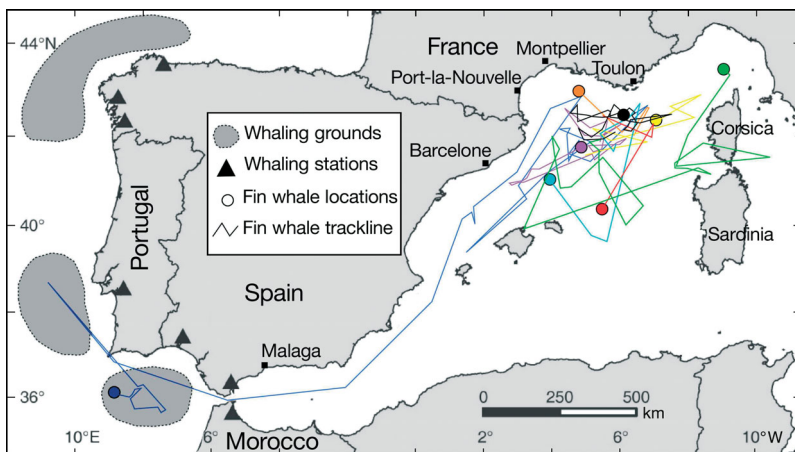 44°N
France
Montpellier
Port-la-Nouvelle
Toulon
Whaling grounds
Whaling stations
Fin whale locations
Fin whale trackline
Barcelone
Corsica
40°
Portugal
Sardinia
Spain
Malaga
36°
0 250 500
km
10°E 6° 2° 2° 6° 10°W
Morocco